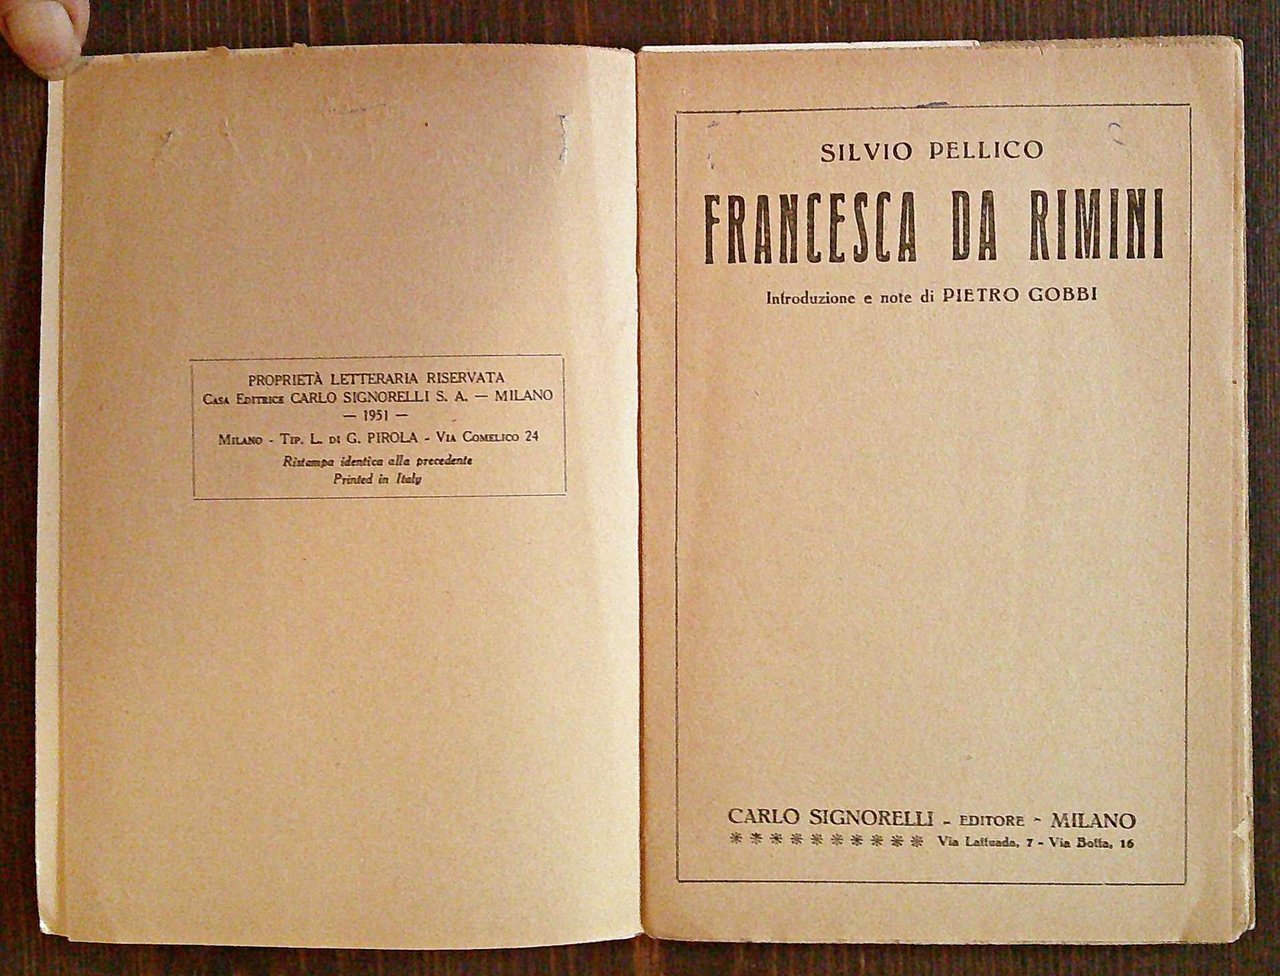 PROPRIETÀ LETTERARIA RISERVATA
CASA EDITRICE CARLO SIGNORELLI S. A. — MILANO
— 1951 —
MILANO - TIP. L. DI G. PIROLA - VIA COMELICO 24
Ristampa identica alla precedente
Printed in Italy
SILVIO PELLICO
FRANCESCA DA RIMINI
Introduzione e note di PIETRO GOBBI
CARLO SIGNORELLI - EDITORE - MILANO
Via Lattuada, 7 - Via Botta, 16